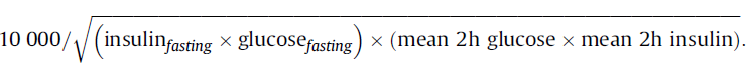 10 000/√(insulin_fasting × glucose_fasting) × (mean 2h glucose × mean 2h insulin).